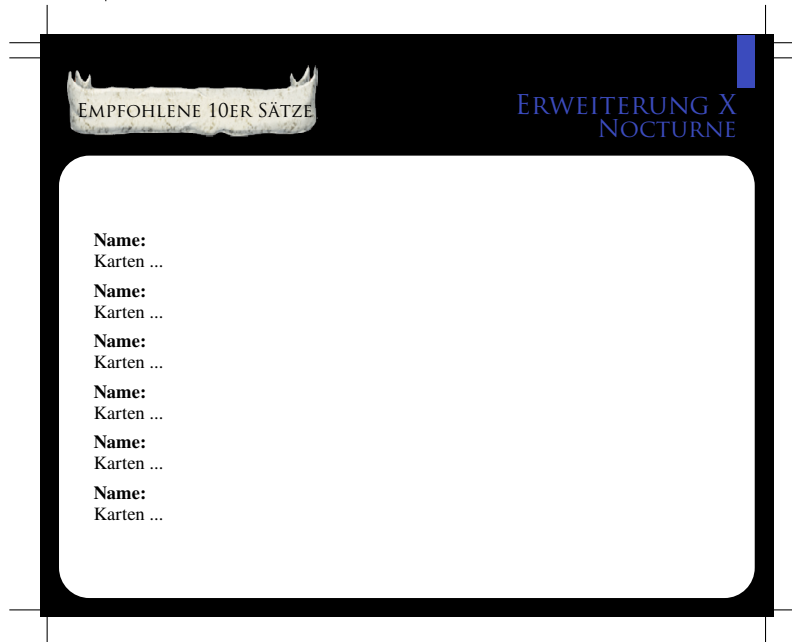 Empfohlene 10er Sätze
Erweiterung X
Nocturne
Name:
Karten ...
Name:
Karten ...
Name:
Karten ...
Name:
Karten ...
Name:
Karten ...
Name:
Karten ...